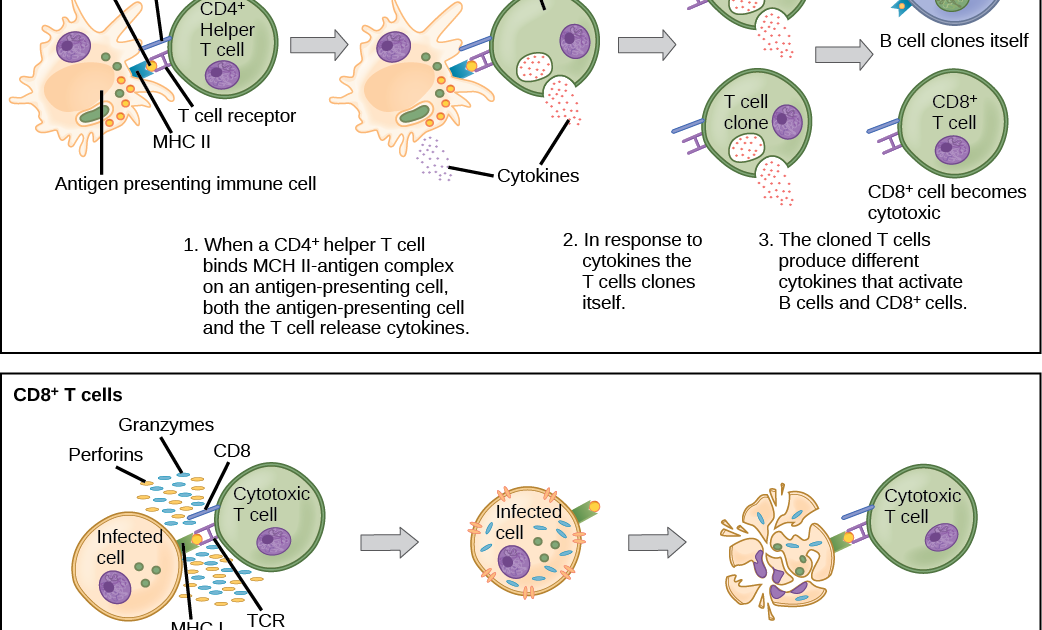 CD4+
Helper
T cell
T cell receptor
MHC II
Antigen presenting immune cell
Cytokines
T cell
clone
B cell clones itself
CD8+
T cell
CD8+ cell becomes
cytotoxic
1. When a CD4+ helper T cell
binds MCH II-antigen complex
on an antigen-presenting cell,
both the antigen-presenting cell
and the T cell release cytokines.
2. In response to
cytokines the
T cells clones
itself.
3. The cloned T cells
produce different
cytokines that activate
B cells and CD8+ cells.
CD8+ T cells
Granzymes
Perforins
CD8
Cytotoxic
T cell
Infected
cell
MHC I
TCR
Infected
cell
Cytotoxic
T cell